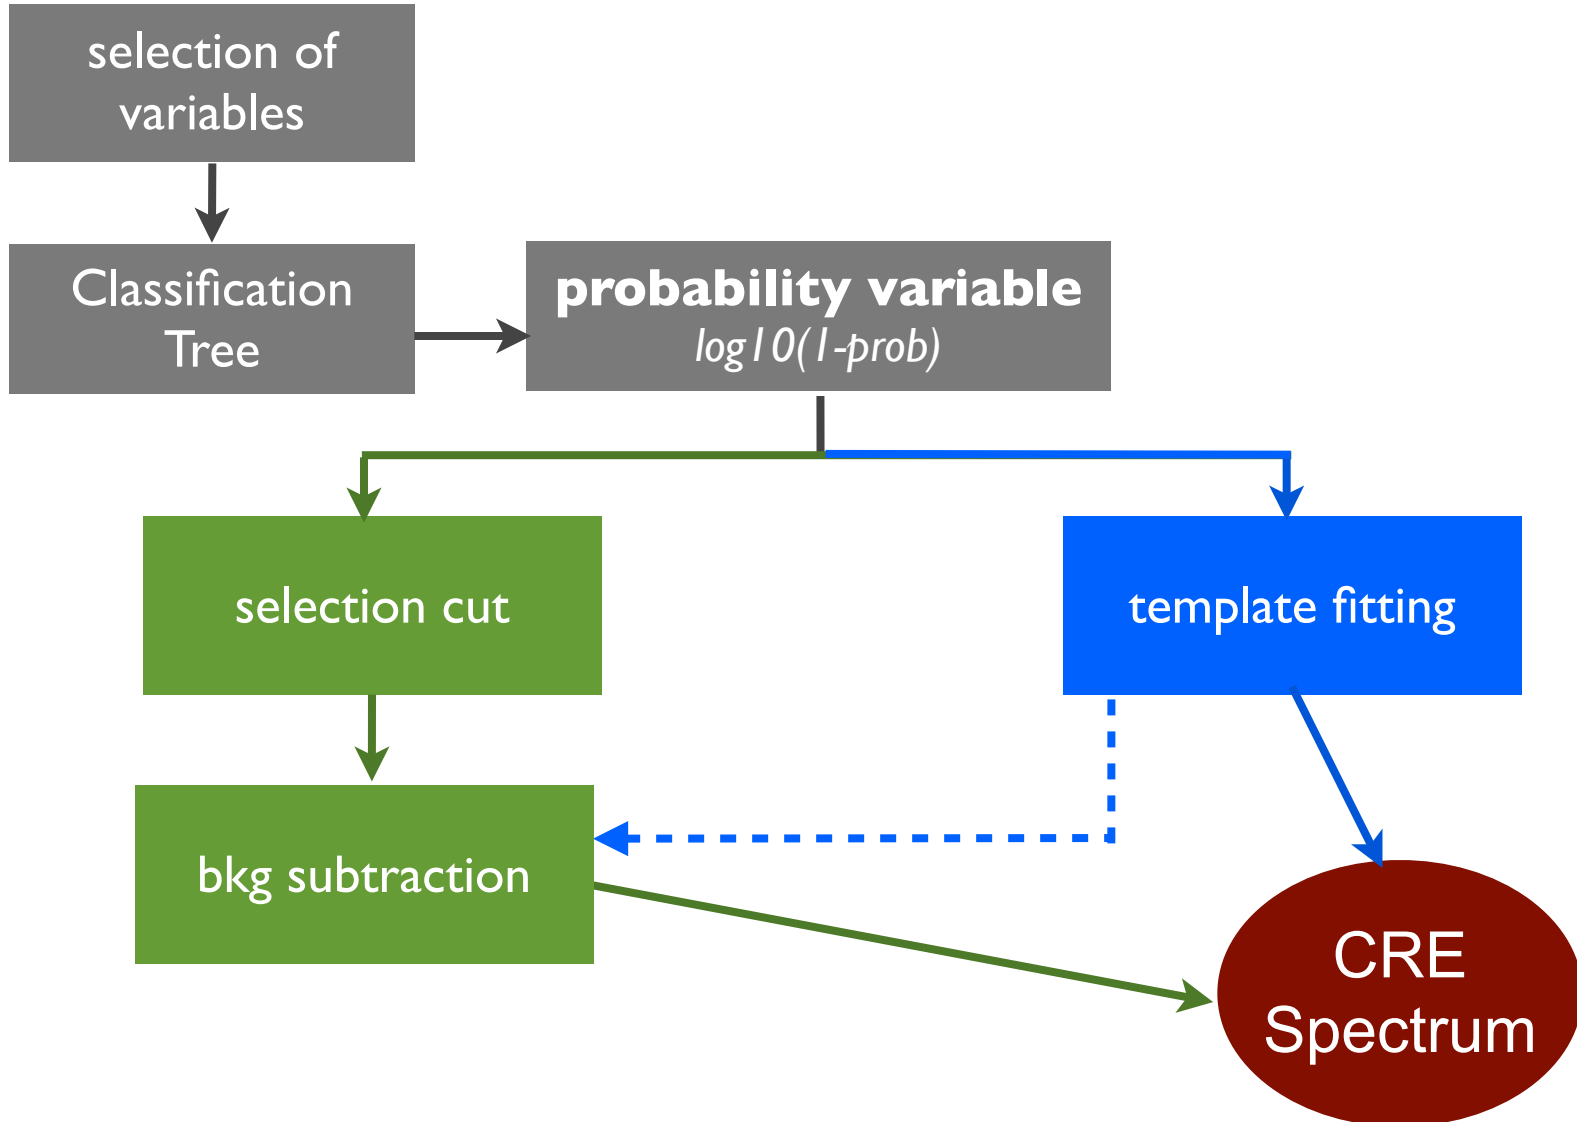 selection of
variables
Classification
Tree
probability variable
log10(1-prob)
selection cut
template fitting
bkg subtraction
CRE
Spectrum